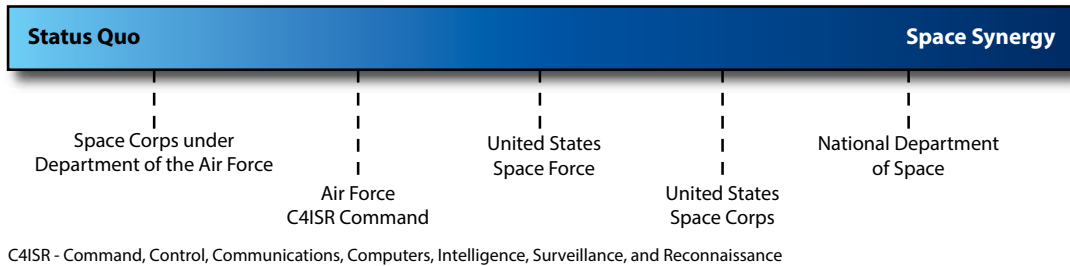 Status Quo
Space Synergy
Space Corps under
Department of the Air Force
Air Force
C4ISR Command
United States
Space Force
United States
Space Corps
National Department
of Space
C4ISR - Command, Control, Communications, Computers, Intelligence, Surveillance, and Reconnaissance